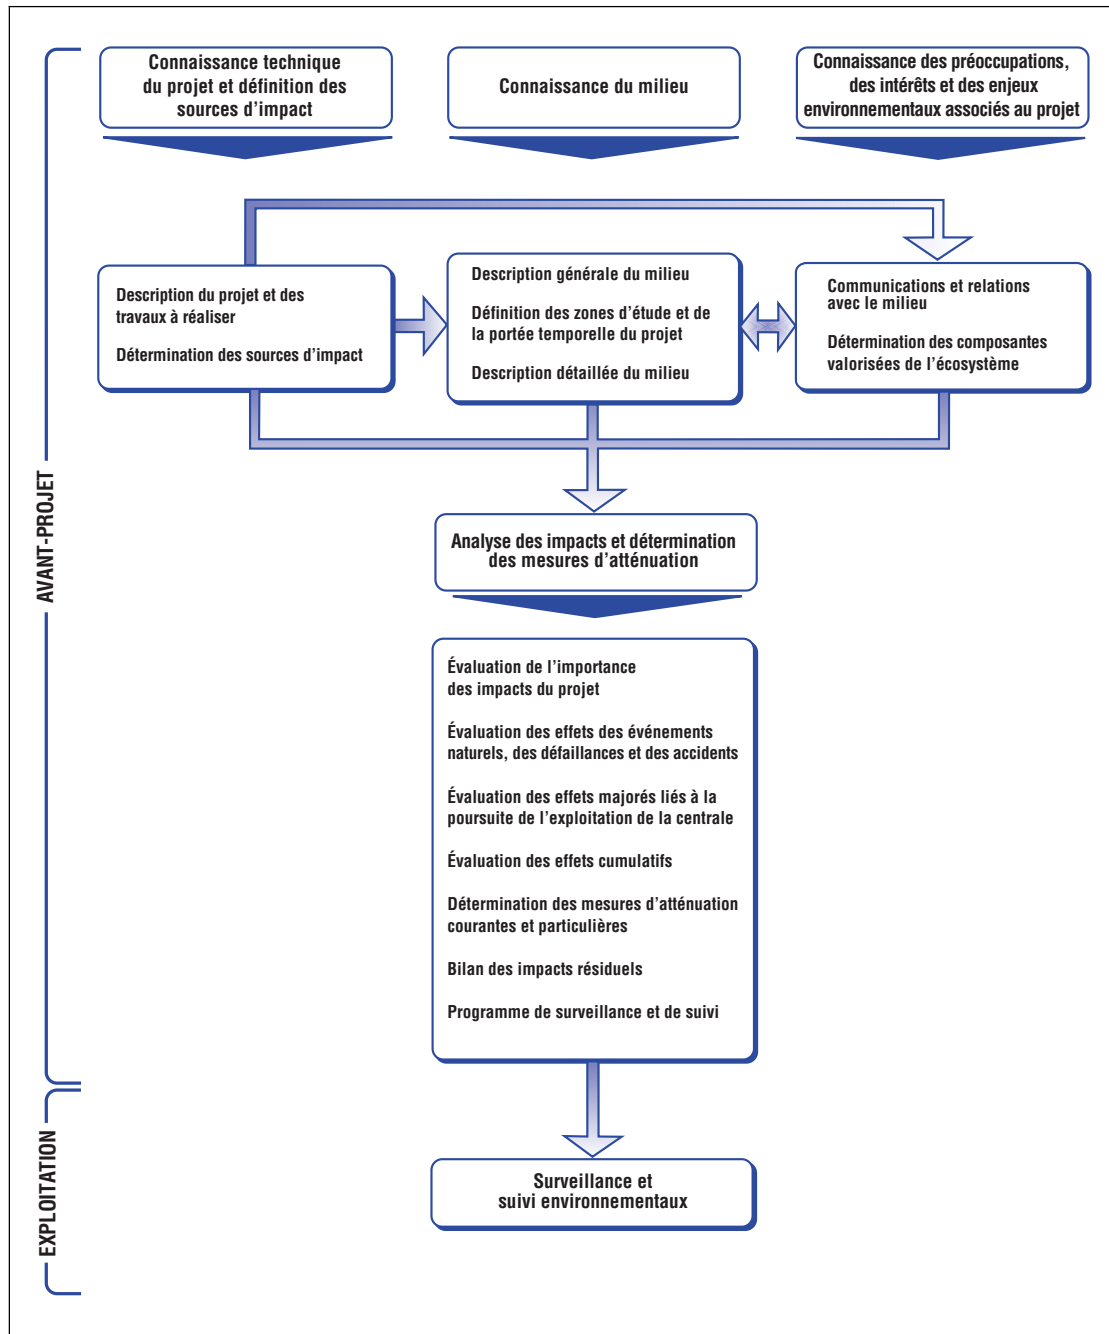 Connaissance technique
du projet et définition des
sources d'impact
Connaissance du milieu
Connaissance des préoccupations,
des intérêts et des enjeux
environnementaux associés au projet
Description du projet et des
travaux à réaliser
Détermination des sources d'impact
Description générale du milieu
Définition des zones d'étude et de
la portée temporelle du projet
Description détaillée du milieu
Communications et relations
avec le milieu
Détermination des composantes
valorisées de l'écosystème
AVANT-PROJET
Analyse des impacts et détermination
des mesures d'atténuation
Évaluation de l'importance
des impacts du projet
Évaluation des effets des événements
naturels, des défaillances et des accidents
Évaluation des effets majorés liés à la
poursuite de l'exploitation de la centrale
Évaluation des effets cumulatifs
Détermination des mesures d'atténuation
courantes et particulières
Bilan des impacts résiduels
Programme de surveillance et de suivi
EXPLOITATION
Surveillance et
suivi environnementaux